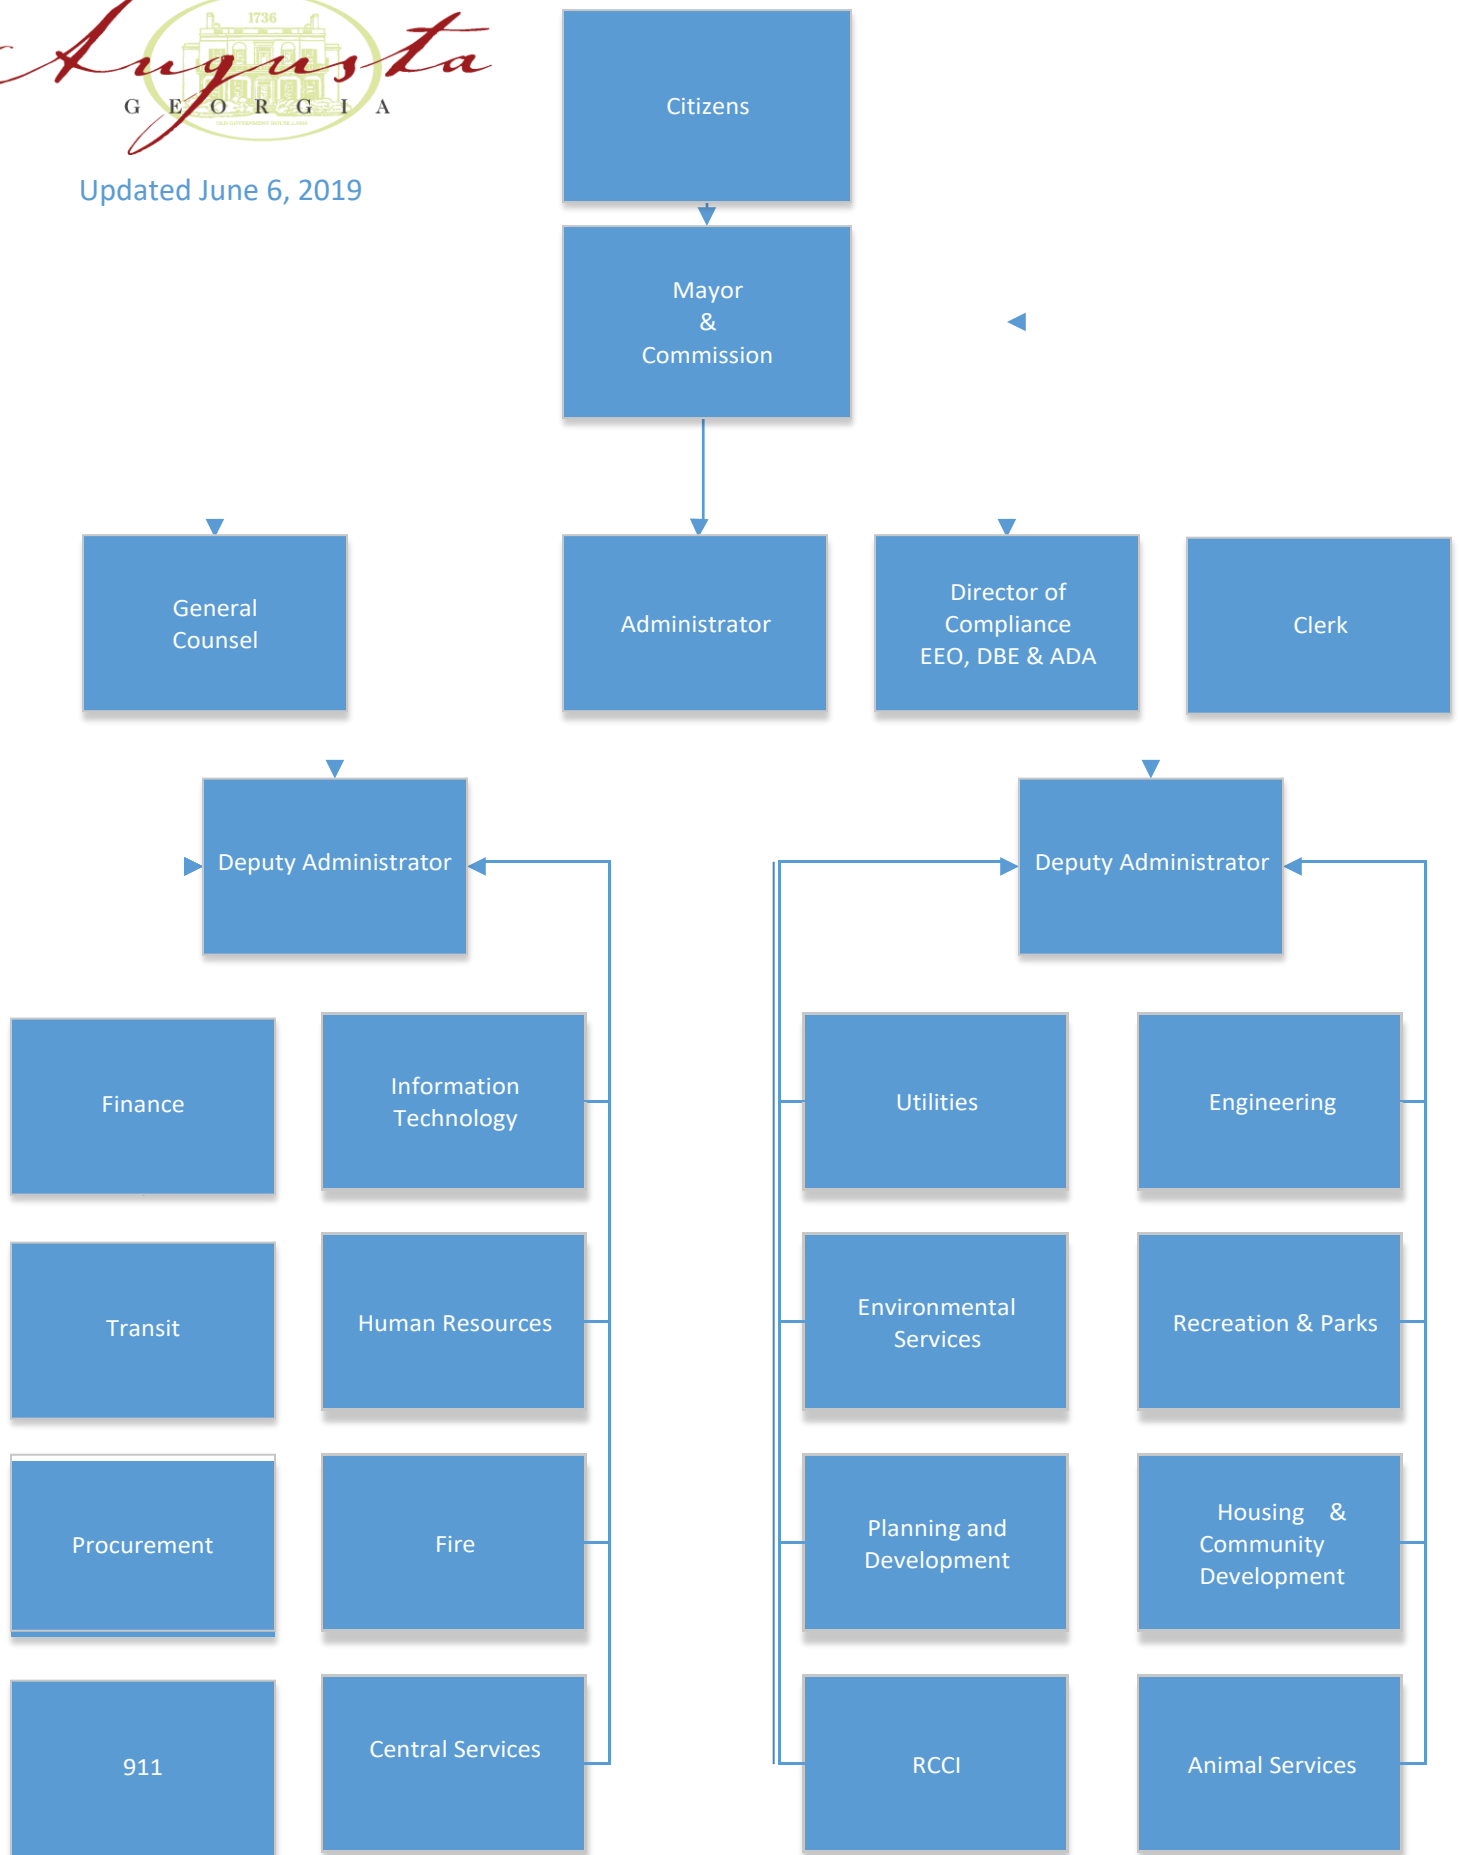 1736
Augusta
GEORGIA
Updated June 6, 2019
Citizens
Mayor
&
Commission
General
Counsel
Administrator
Director of
Compliance
EEO, DBE & ADA
Clerk
Deputy Administrator
Deputy Administrator
Finance
Information
Technology
Utilities
Engineering
Transit
Human Resources
Environmental
Services
Recreation & Parks
Procurement
Fire
Planning and
Development
Housing &
Community
Development
911
Central Services
RCCI
Animal Services